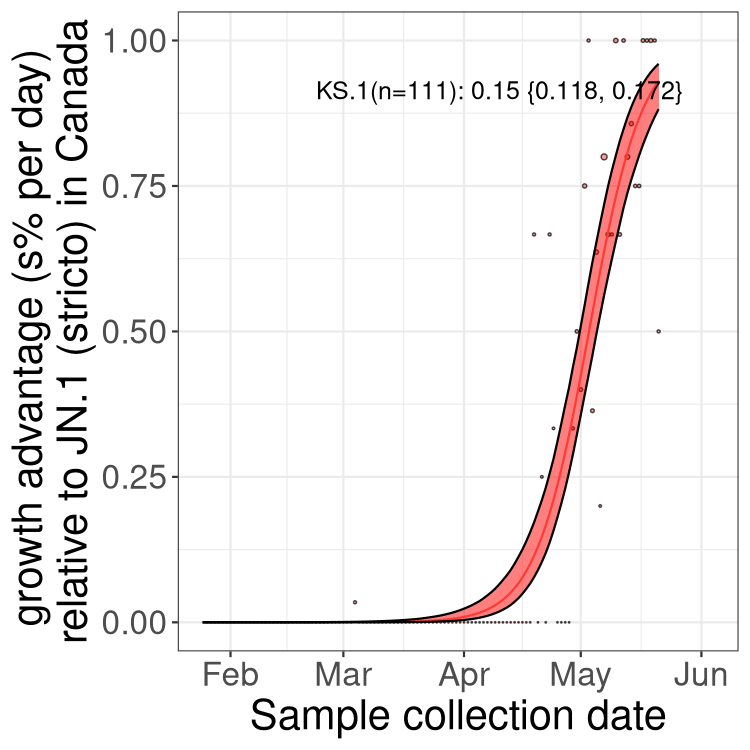 growth advantage (s% per day)
relative to JN.1 (stricto) in Canada
1.00
0.75
0.50
0.25
0.00
KS.1(n=111): 0.15 {0.118, 0.172}
Feb Mar Apr May Jun
Sample collection date